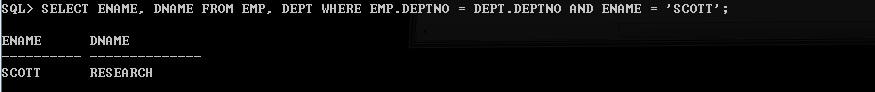 SQL> SELECT ENAME, DNAME FROM EMP, DEPT WHERE EMP.DEPTNO = DEPT.DEPTNO AND ENAME = 'SCOTT';
ENAME      DNAME
---------- --------------
SCOTT      RESEARCH